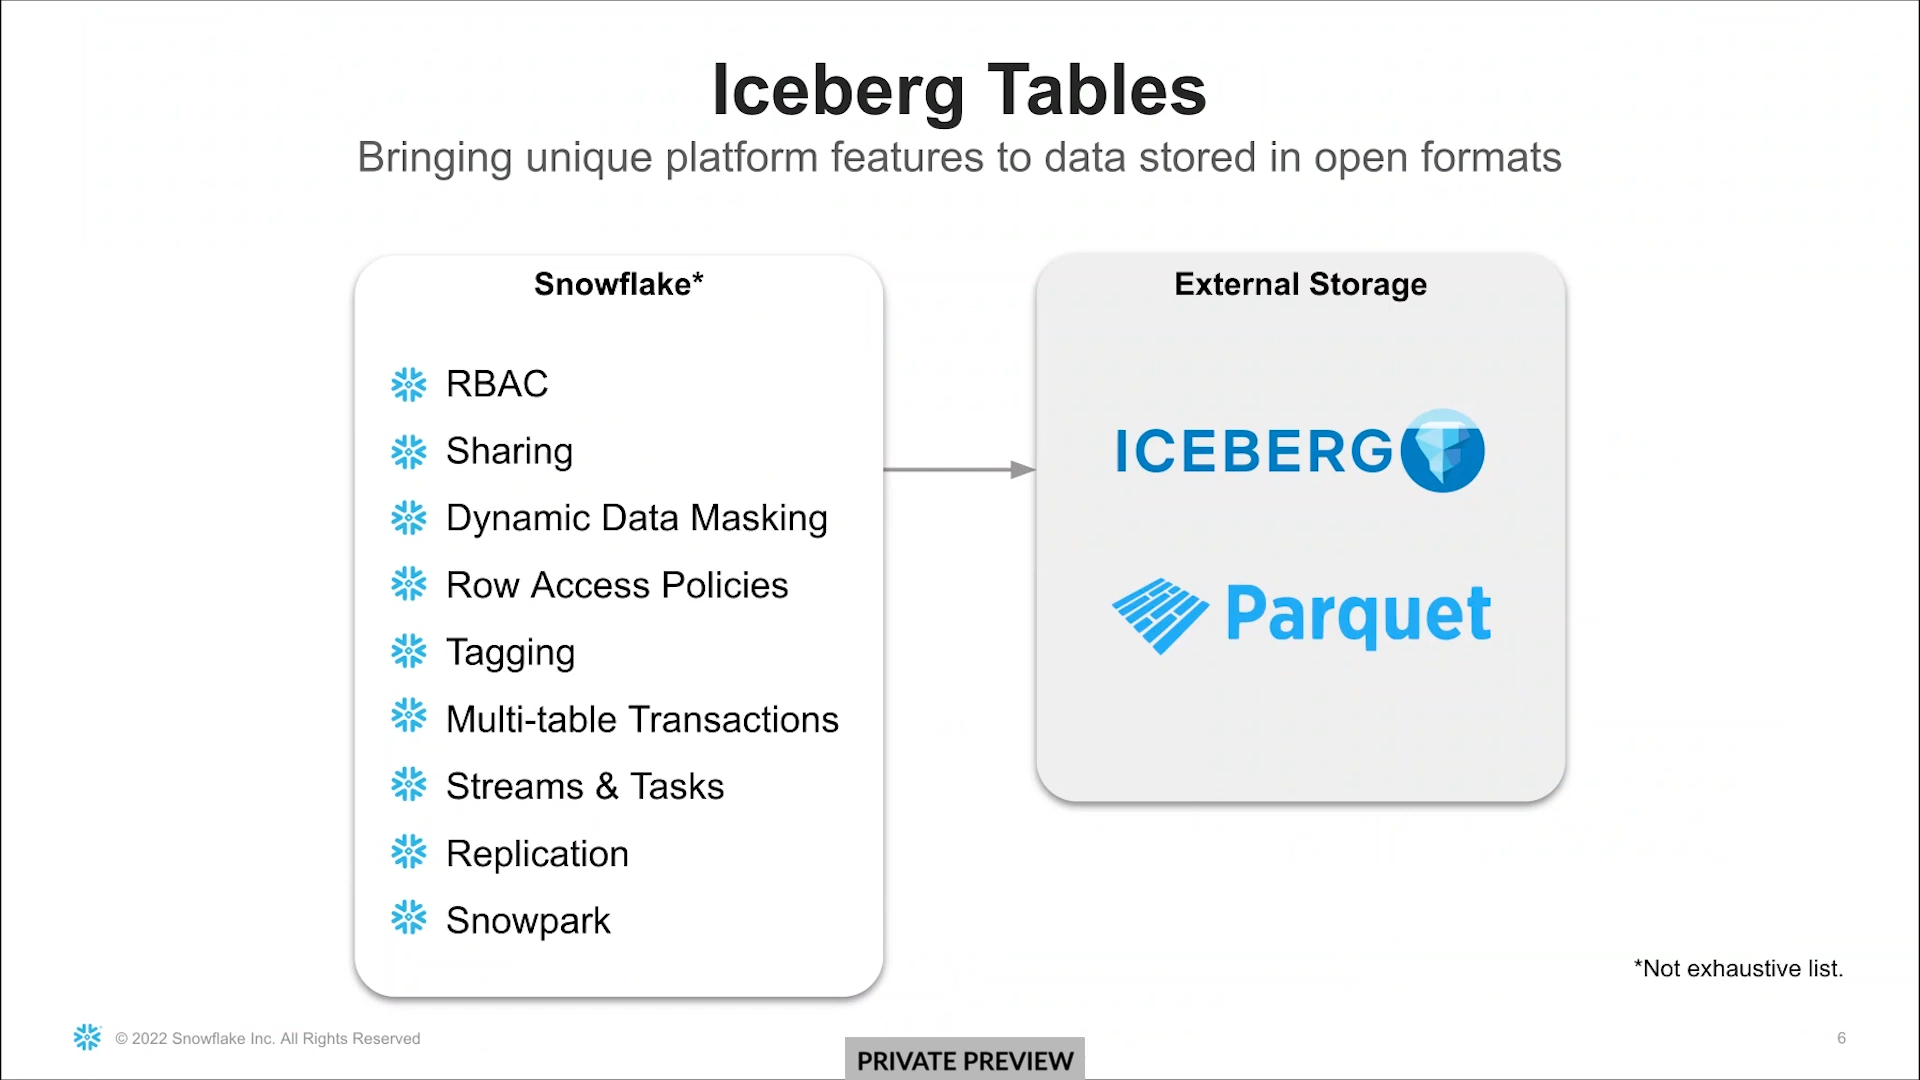 Iceberg Tables
Bringing unique platform features to data stored in open formats
Snowflake*
RBAC
Sharing
Dynamic Data Masking
Row Access Policies
Tagging
Multi-table Transactions
Streams & Tasks
Replication
Snowpark
External Storage
ICEBERG
Parquet
*Not exhaustive list.
© 2022 Snowflake Inc. All Rights Reserved
PRIVATE PREVIEW
6